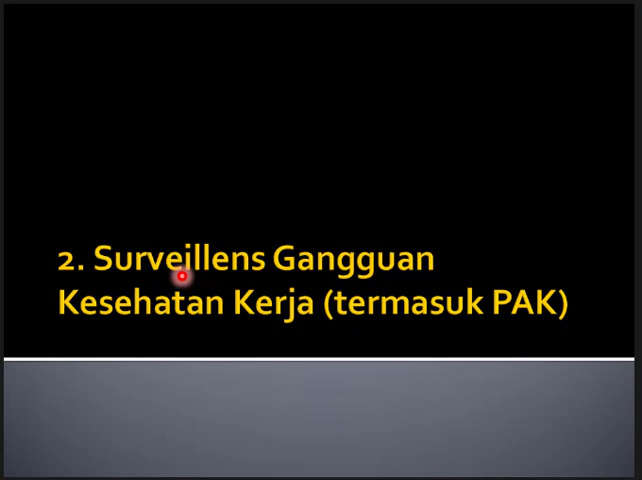 2. Surveillens Gangguan
Kesehatan Kerja (termasuk PAK)